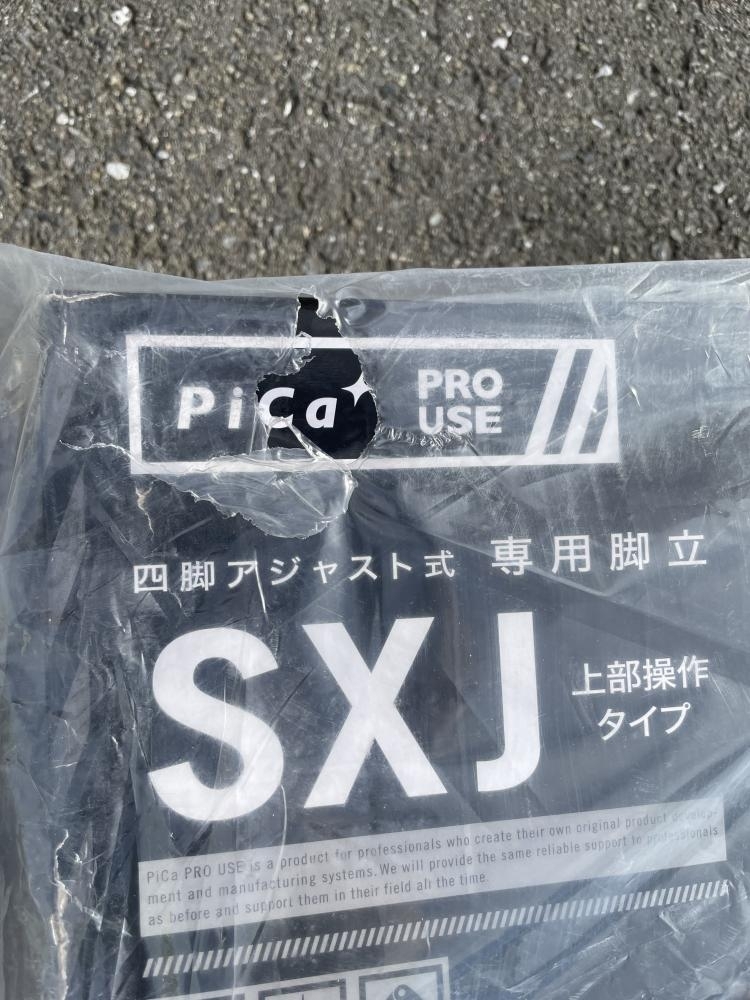 PiCa
PRO
USE
四脚アジャスト式 専用脚立
SXJ
上部操作
タイプ
PiCa PRO USE is a product for professionals who create their own original product develop-
ment and manufacturing systems. We will provide the same reliable support to professionals
as before and support them in their field all the time.